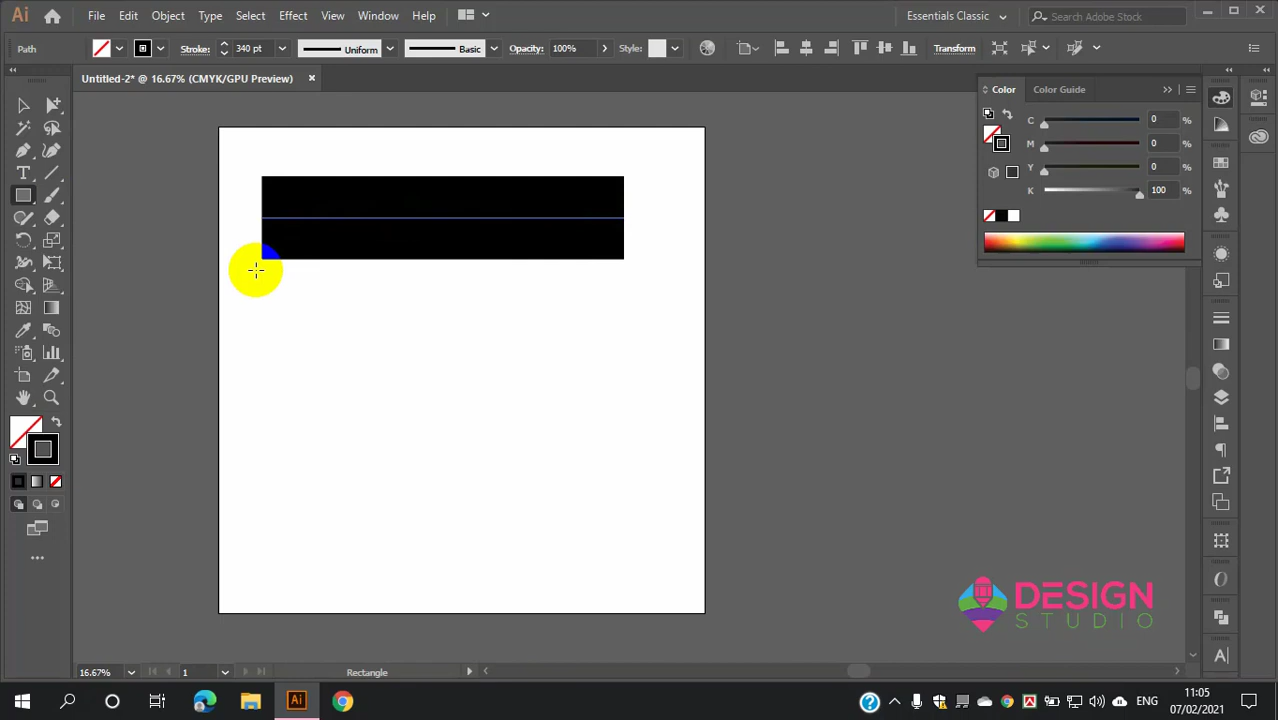 Ai File Edit Object Type Select Effect View Window Help Essentials Classic Search Adobe Stock
Path Stroke: 340 pt Uniform Basic Opacity: 100% Style: Transform
Untitled-2* @ 16.67% (CMYK/GPU Preview)
Color Color Guide
C 0 %
M 0 %
Y 0 %
K 100 %
DESIGN
STUDIO
16.67% 1 Rectangle
Ai ENG 11:05
07/02/2021